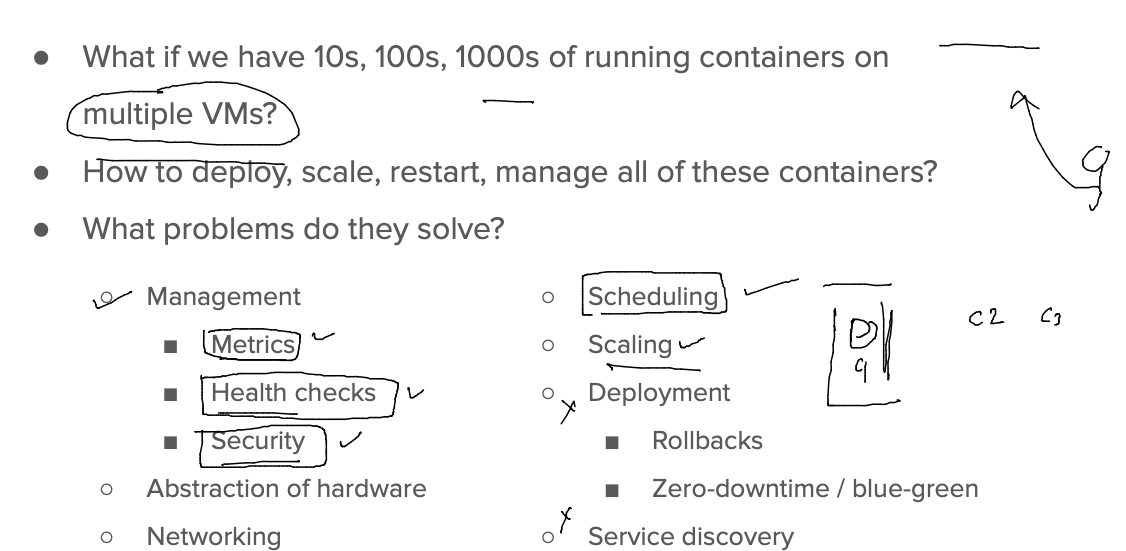 What if we have 10s, 100s, 1000s of running containers on
multiple VMs?
How to deploy, scale, restart, manage all of these containers?
What problems do they solve?
Management
Metrics
Health checks
Security
Abstraction of hardware
Networking
Scheduling
Scaling
Deployment
Rollbacks
Zero-downtime / blue-green
Service discovery
D
C2 C3